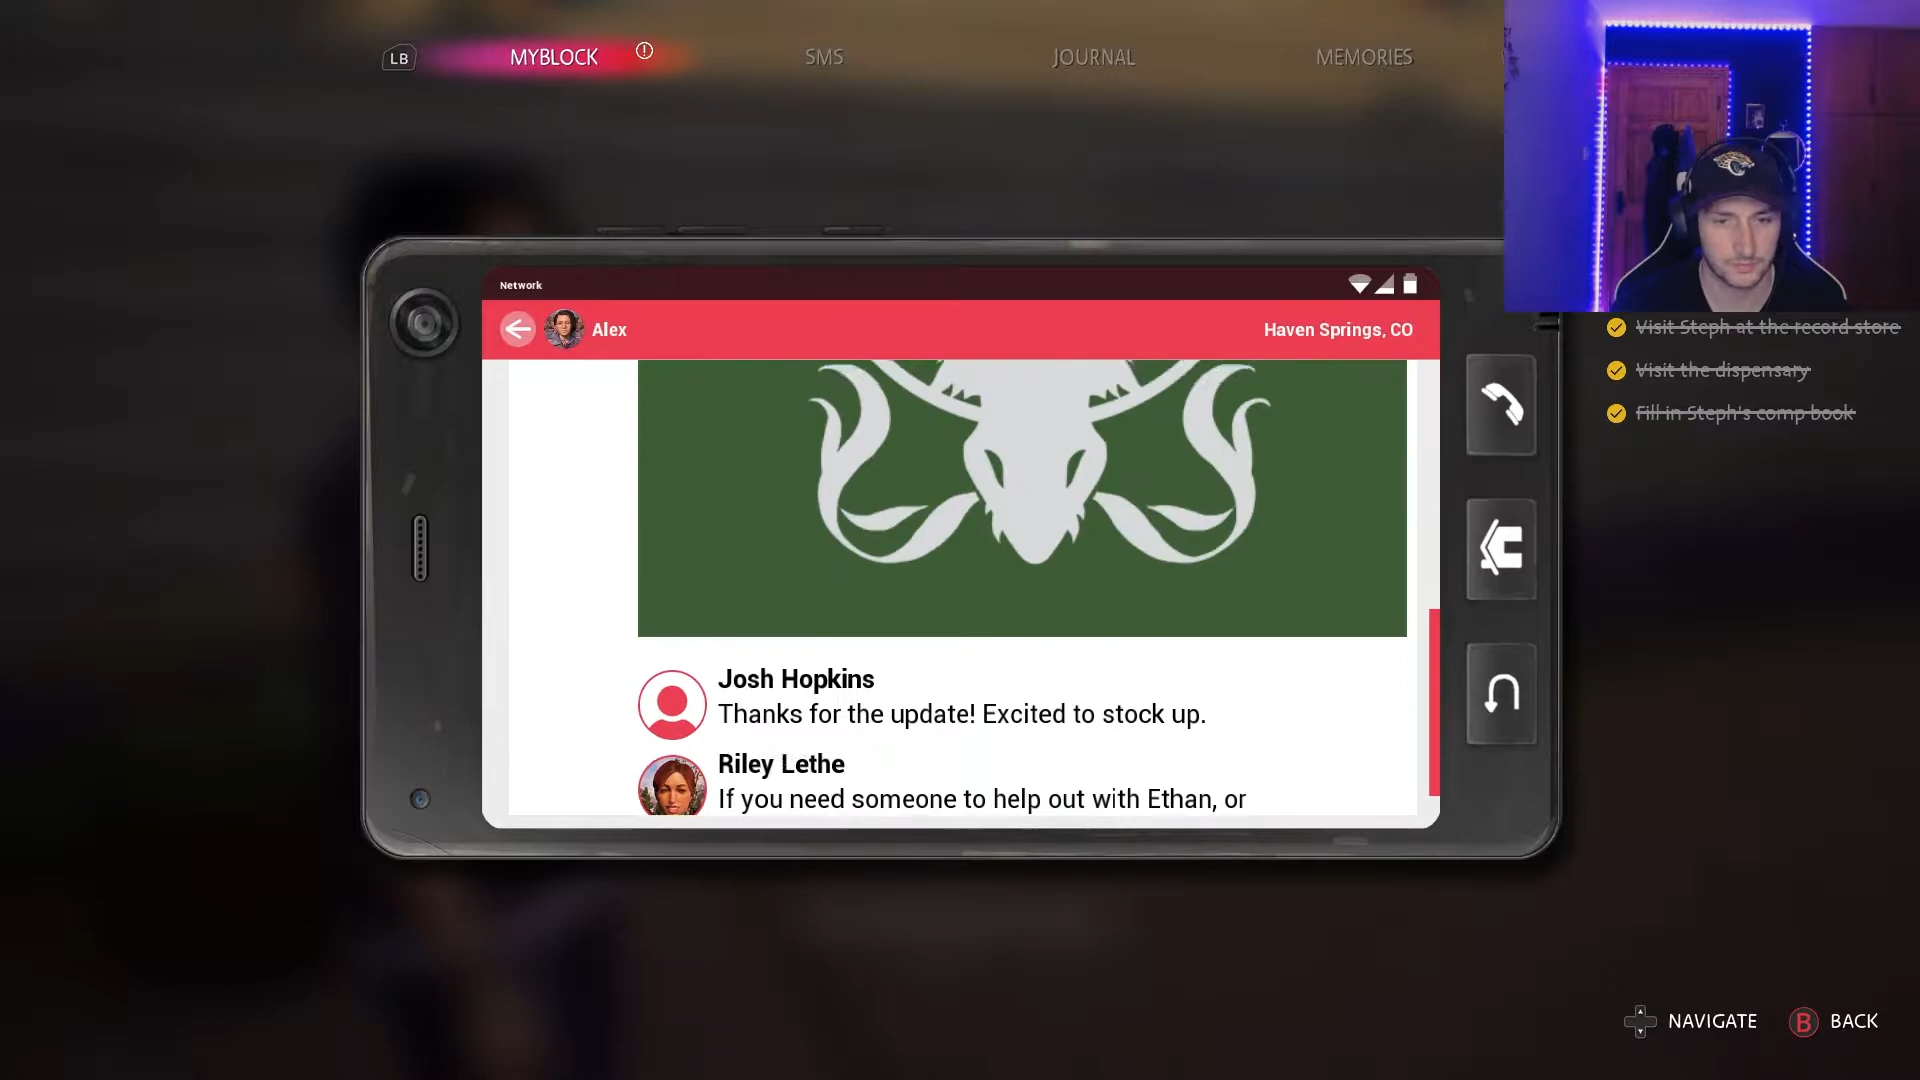 LB
MYBLOCK
SMS
JOURNAL
MEMORIES
Network
Alex
Haven Springs, CO
Visit Steph at the record store
Visit the dispensary
Fill in Steph's comp book
Josh Hopkins
Thanks for the update! Excited to stock up.
Riley Lethe
If you need someone to help out with Ethan, or
NAVIGATE
B BACK